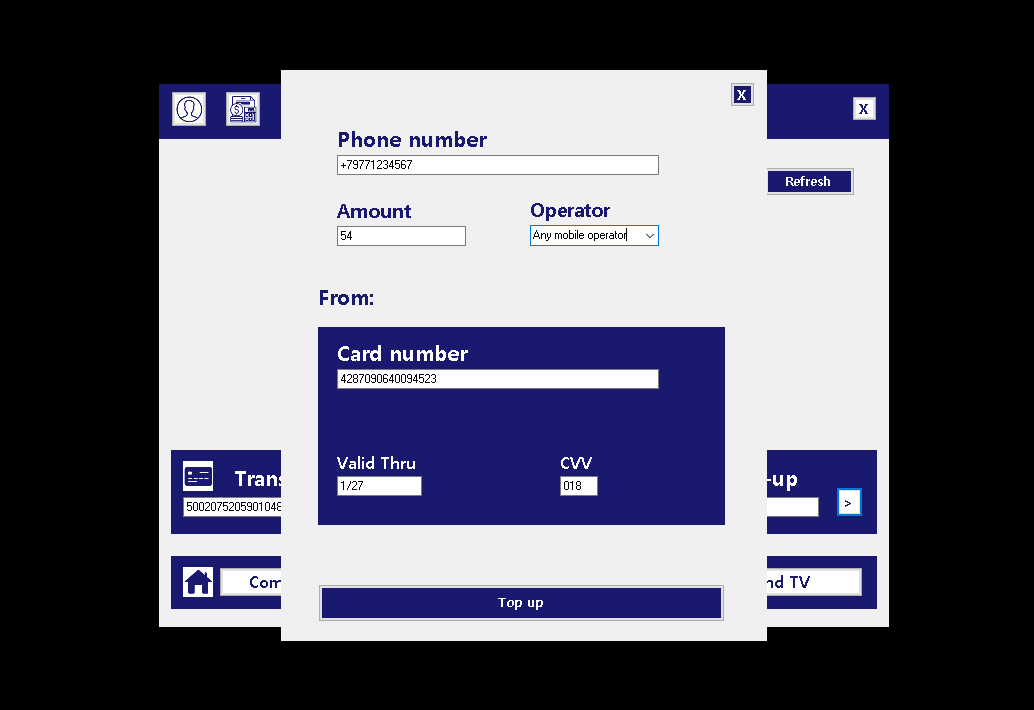 X
X
Phone number
+79771234567
Refresh
Amount
Operator
54
Any mobile operator
From:
Card number
4287090640094523
Valid Thru
CVV
1/27
018
Trans
-up
5002075205901048
>
Com
nd TV
Top up